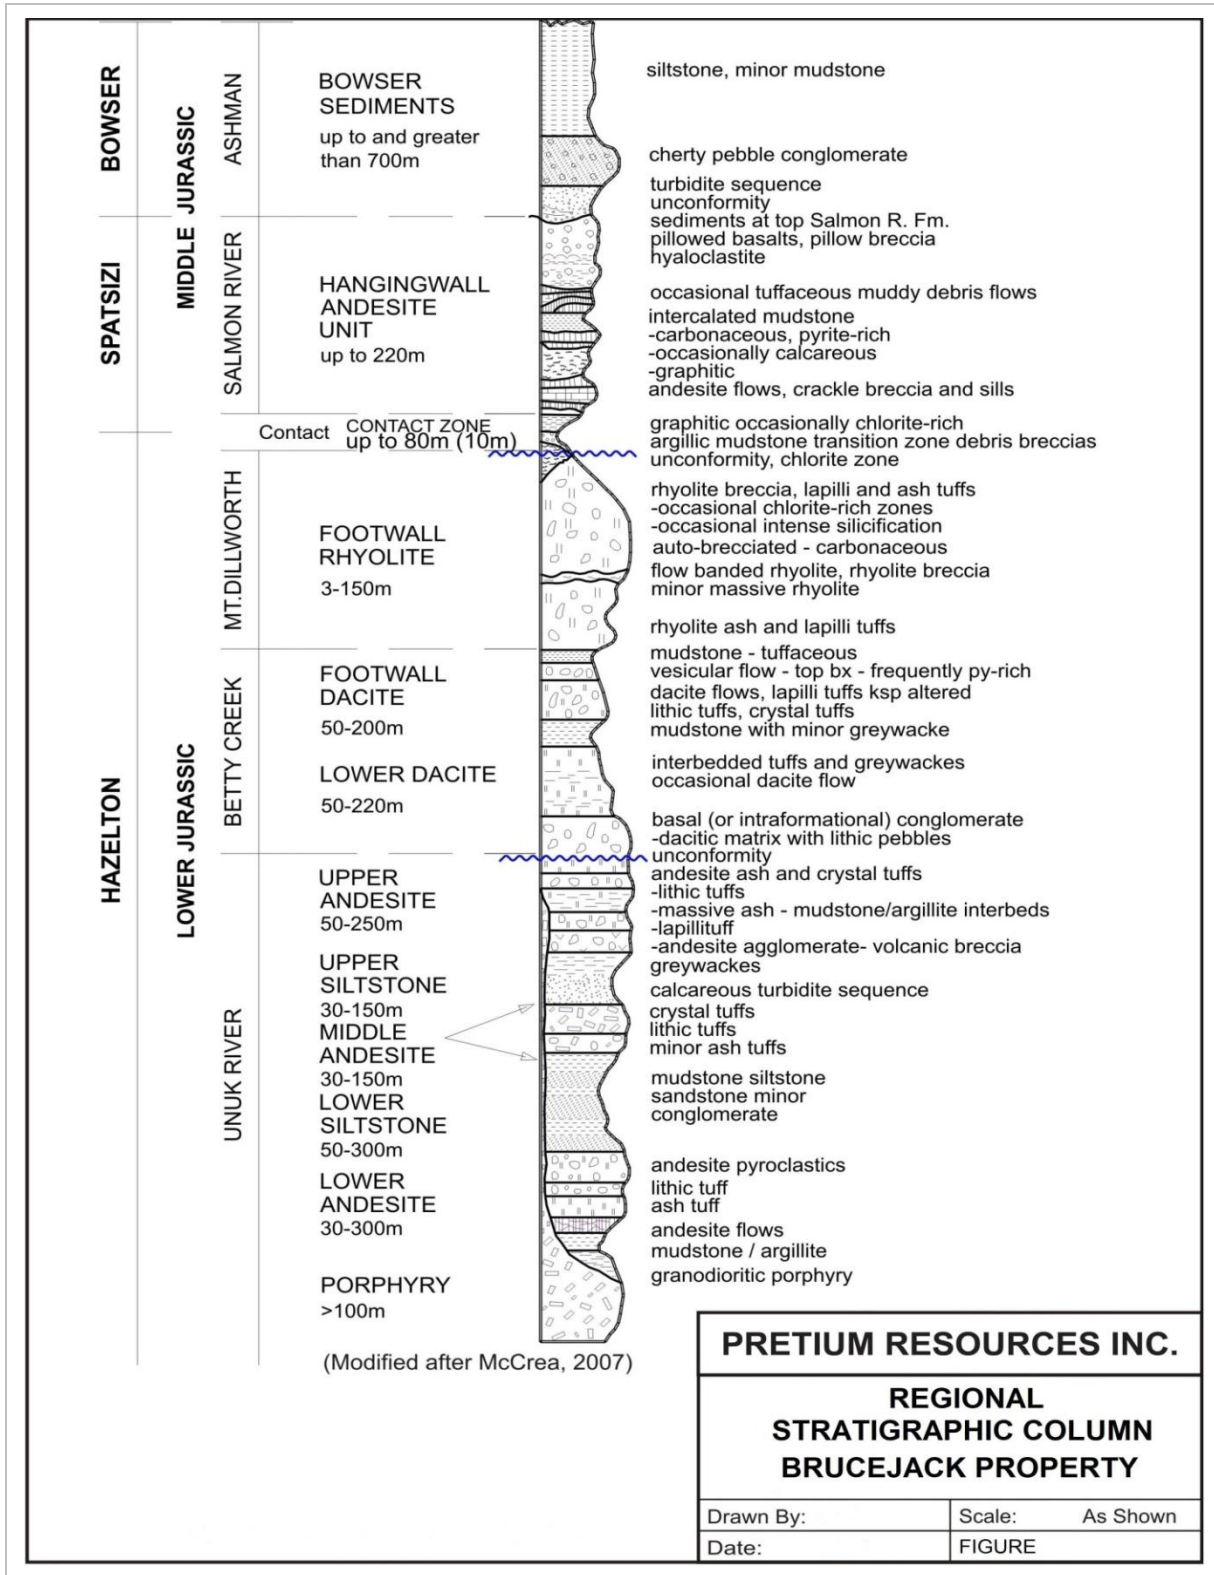 BOWSER
SPATSIZI
HAZELTON
MIDDLE JURASSIC
LOWER JURASSIC
ASHMAN
SALMON RIVER
Contact
MT.DILLWORTH
BETTY CREEK
UNUK RIVER
BOWSER
SEDIMENTS
up to and greater
than 700m
HANGINGWALL
ANDESITE
UNIT
up to 220m
CONTACT ZONE
up to 80m (10m)
FOOTWALL
RHYOLITE
3-150m
FOOTWALL
DACITE
50-200m
LOWER DACITE
50-220m
UPPER
ANDESITE
50-250m
UPPER
SILTSTONE
30-150m
MIDDLE
ANDESITE
30-150m
LOWER
SILTSTONE
50-300m
LOWER
ANDESITE
30-300m
PORPHYRY
>100m
(Modified after McCrea, 2007)
siltstone, minor mudstone
cherty pebble conglomerate
turbidite sequence
unconformity
sediments at top Salmon R. Fm.
pillowed basalts, pillow breccia
hyaloclastite
occasional tuffaceous muddy debris flows
intercalated mudstone
-carbonaceous, pyrite-rich
-occasionally calcareous
-graphitic
andesite flows, crackle breccia and sills
graphitic occasionally chlorite-rich
argillic mudstone transition zone debris breccias
unconformity, chlorite zone
rhyolite breccia, lapilli and ash tuffs
-occasional chlorite-rich zones
-occasional intense silicification
auto-brecciated - carbonaceous
flow banded rhyolite, rhyolite breccia
minor massive rhyolite
rhyolite ash and lapilli tuffs
mudstone - tuffaceous
vesicular flow - top bx - frequently py-rich
dacite flows, lapilli tuffs ksp altered
lithic tuffs, crystal tuffs
mudstone with minor greywacke
interbedded tuffs and greywackes
occasional dacite flow
basal (or intraformational) conglomerate
-dacitic matrix with lithic pebbles
unconformity
andesite ash and crystal tuffs
-lithic tuffs
-massive ash - mudstone/argillite interbeds
-lapillituff
-andesite agglomerate- volcanic breccia
greywackes
calcareous turbidite sequence
crystal tuffs
lithic tuffs
minor ash tuffs
mudstone siltstone
sandstone minor
conglomerate
andesite pyroclastics
lithic tuff
ash tuff
andesite flows
mudstone / argillite
granodioritic porphyry
PRETIUM RESOURCES INC.
REGIONAL
STRATIGRAPHIC COLUMN
BRUCEJACK PROPERTY
Drawn By:
Scale: As Shown
Date:
FIGURE